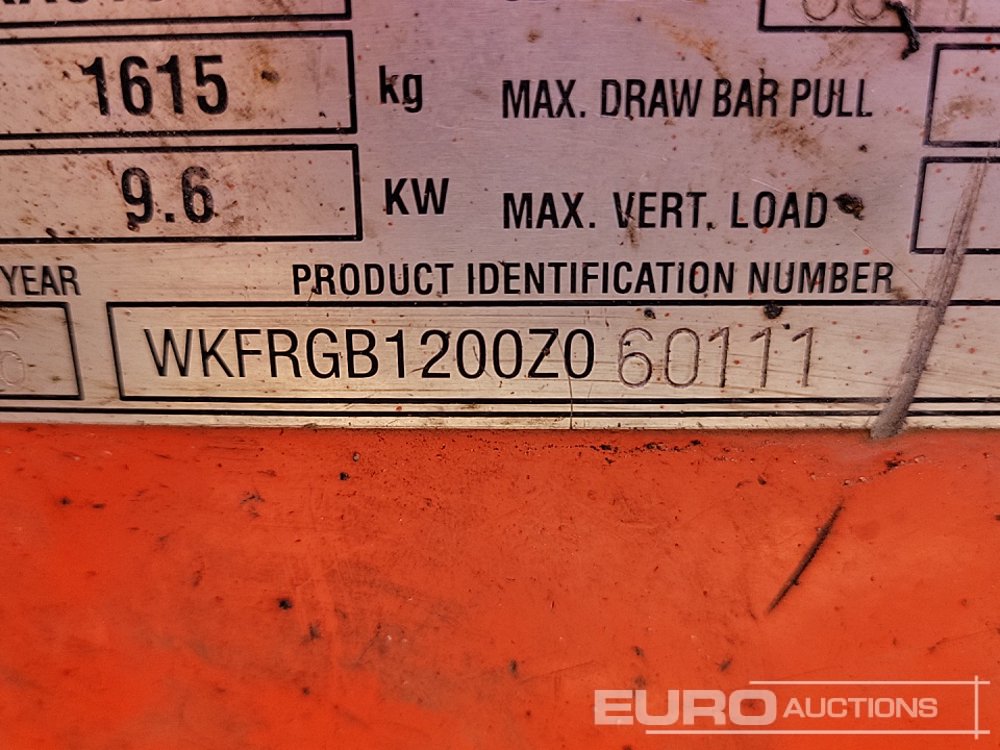 1615 kg MAX. DRAW BAR PULL
9.6 KW MAX. VERT. LOAD
YEAR PRODUCT IDENTIFICATION NUMBER
6 WKFRGB1200Z0 60111
EURO AUCTIONS